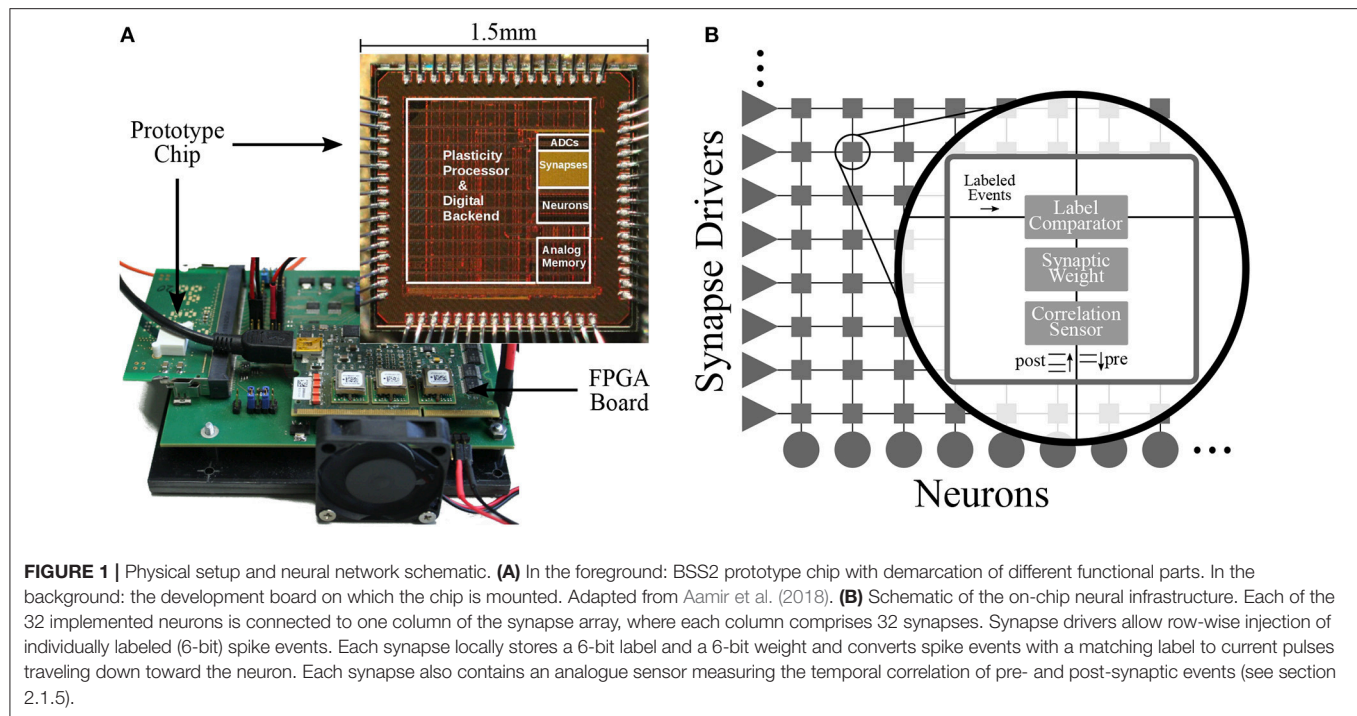 A
1.5mm
Prototype
Chip
Plasticity
Processor
&
Digital
Backend
ADCs
Synapses
Neurons
Analog
Memory
FPGA
Board
B
Synapse Drivers
Labeled
Events
Label
Comparator
Synaptic
Weight
Correlation
Sensor
post
pre
Neurons
FIGURE 1 | Physical setup and neural network schematic. (A) In the foreground: BSS2 prototype chip with demarcation of different functional parts. In the
background: the development board on which the chip is mounted. Adapted from Aamir et al. (2018). (B) Schematic of the on-chip neural infrastructure. Each of the
32 implemented neurons is connected to one column of the synapse array, where each column comprises 32 synapses. Synapse drivers allow row-wise injection of
individually labeled (6-bit) spike events. Each synapse locally stores a 6-bit label and a 6-bit weight and converts spike events with a matching label to current pulses
traveling down toward the neuron. Each synapse also contains an analogue sensor measuring the temporal correlation of pre- and post-synaptic events (see section
2.1.5).